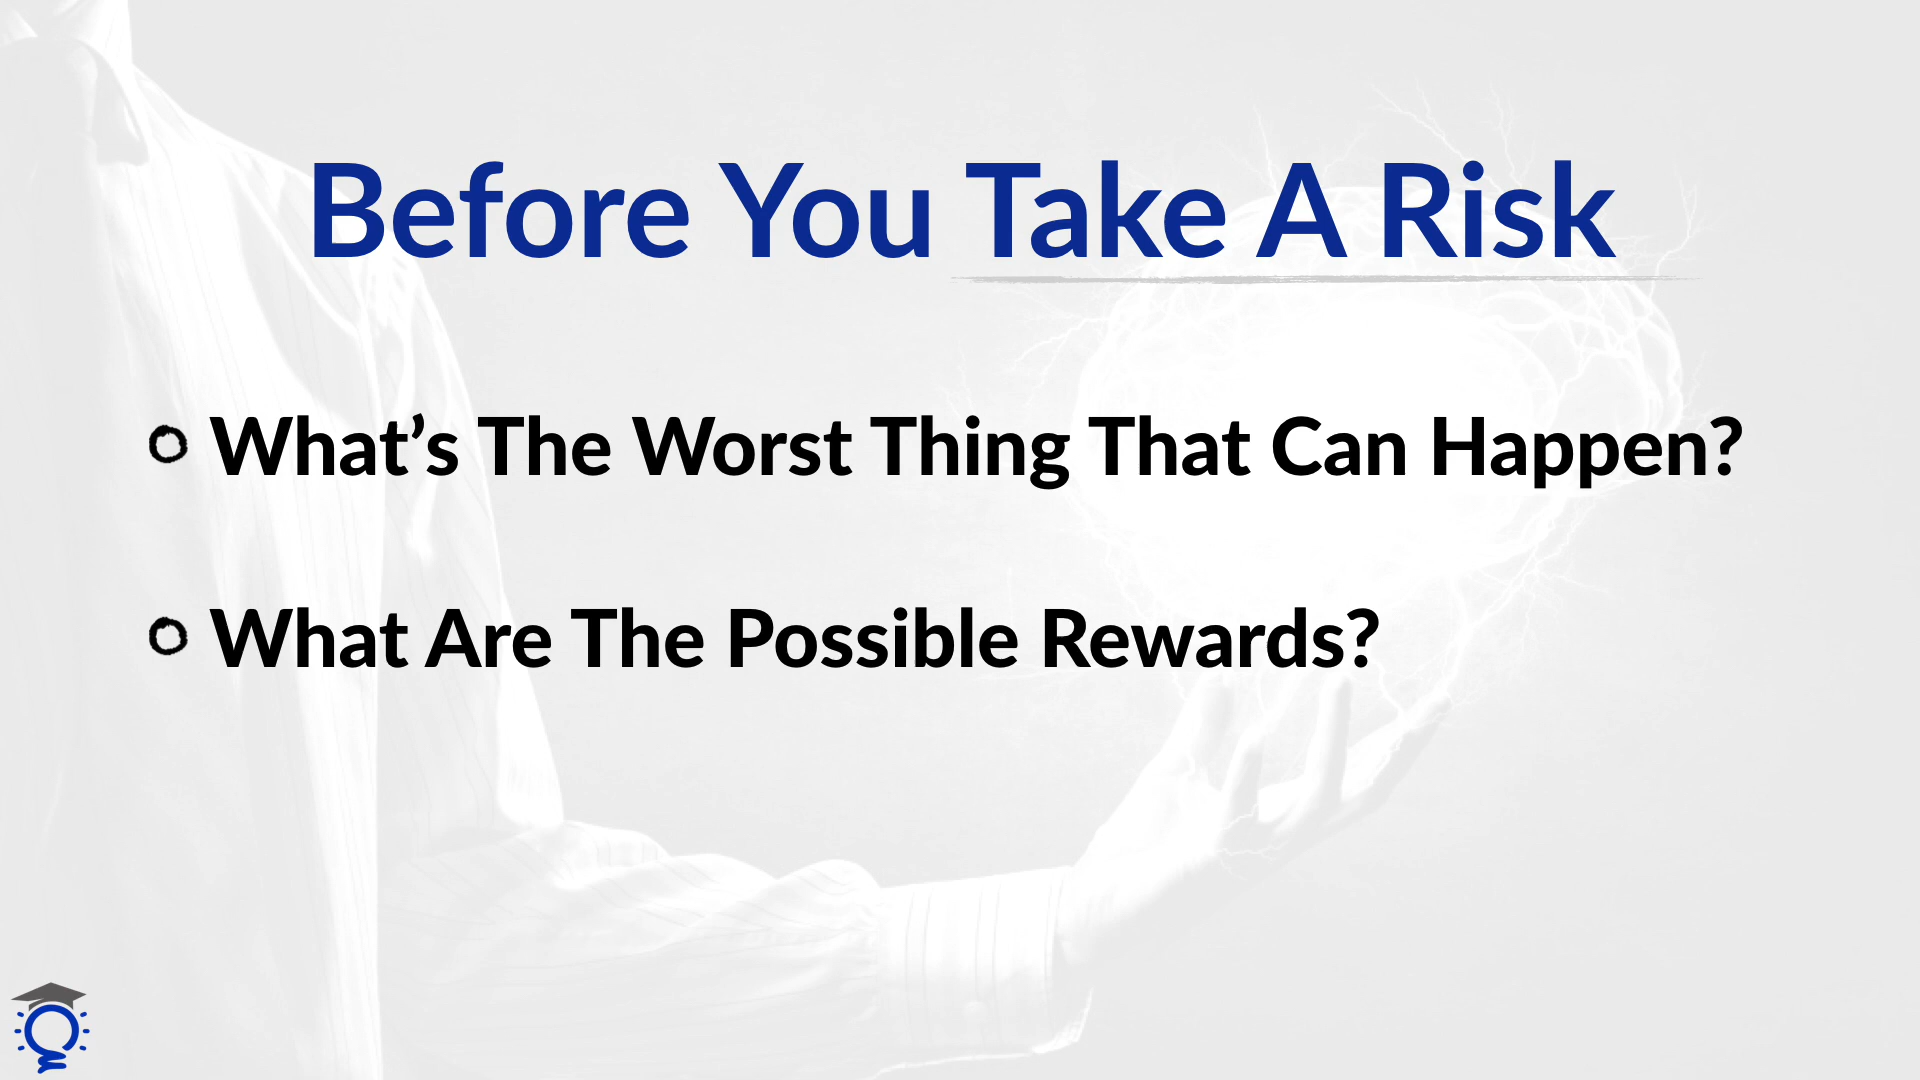 Before You Take A Risk
What’s The Worst Thing That Can Happen?
What Are The Possible Rewards?